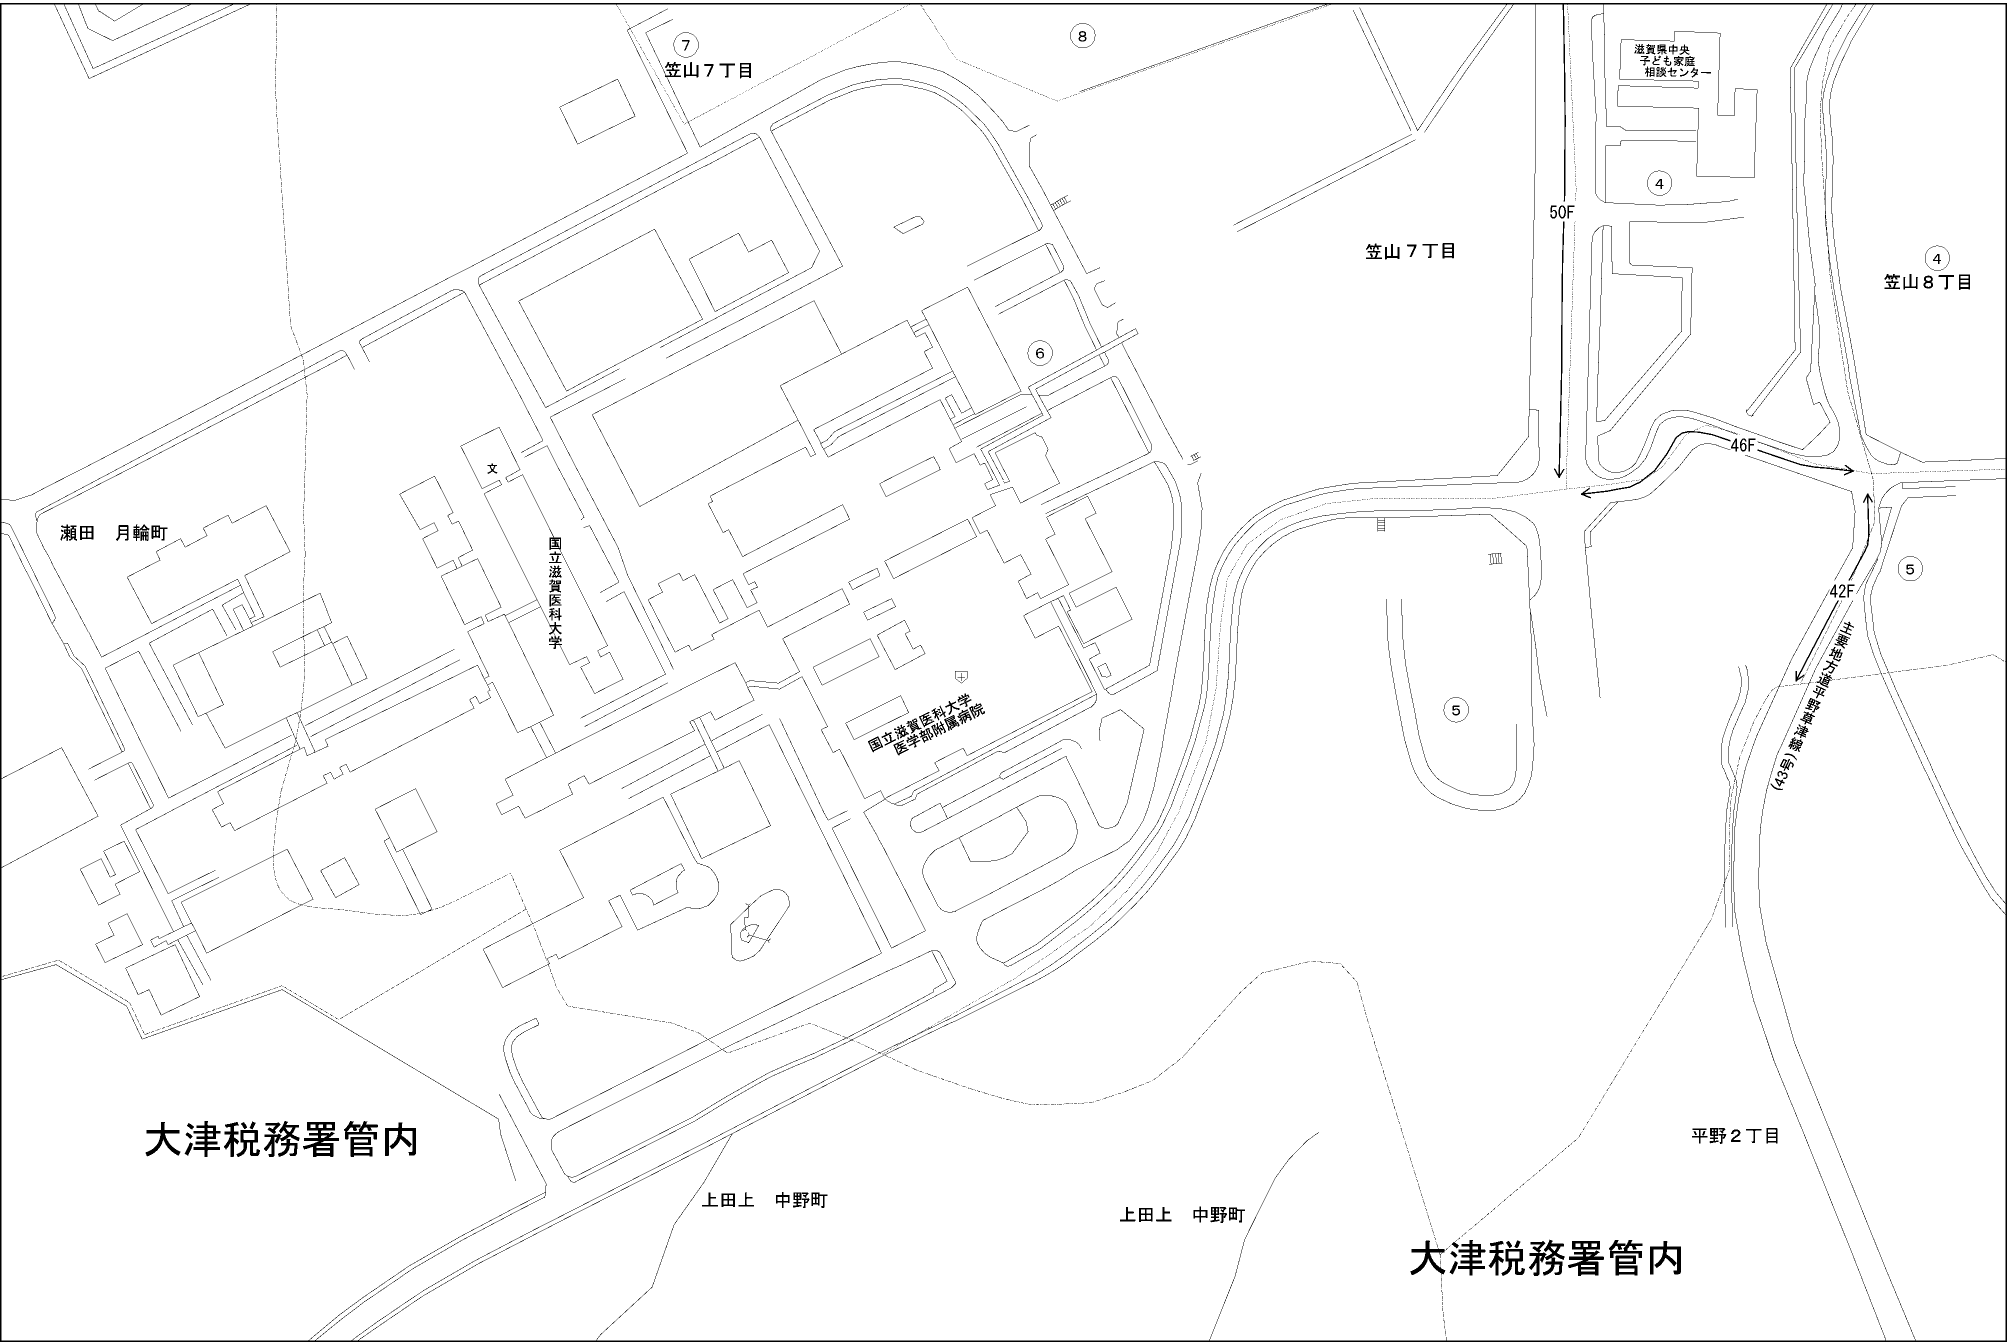 ⑦
笠山７丁目
⑧
滋賀県中央
子ども家庭
相談センター
④
50F
笠山７丁目
④
笠山８丁目
⑥
46F
文
瀬田　月輪町
国立滋賀医科大学
⑤
42F
主要地方道平野草津線
(43号)
国立滋賀医科大学
医学部附属病院
⑤
大津税務署管内
平野２丁目
上田上　中野町
上田上　中野町
大津税務署管内